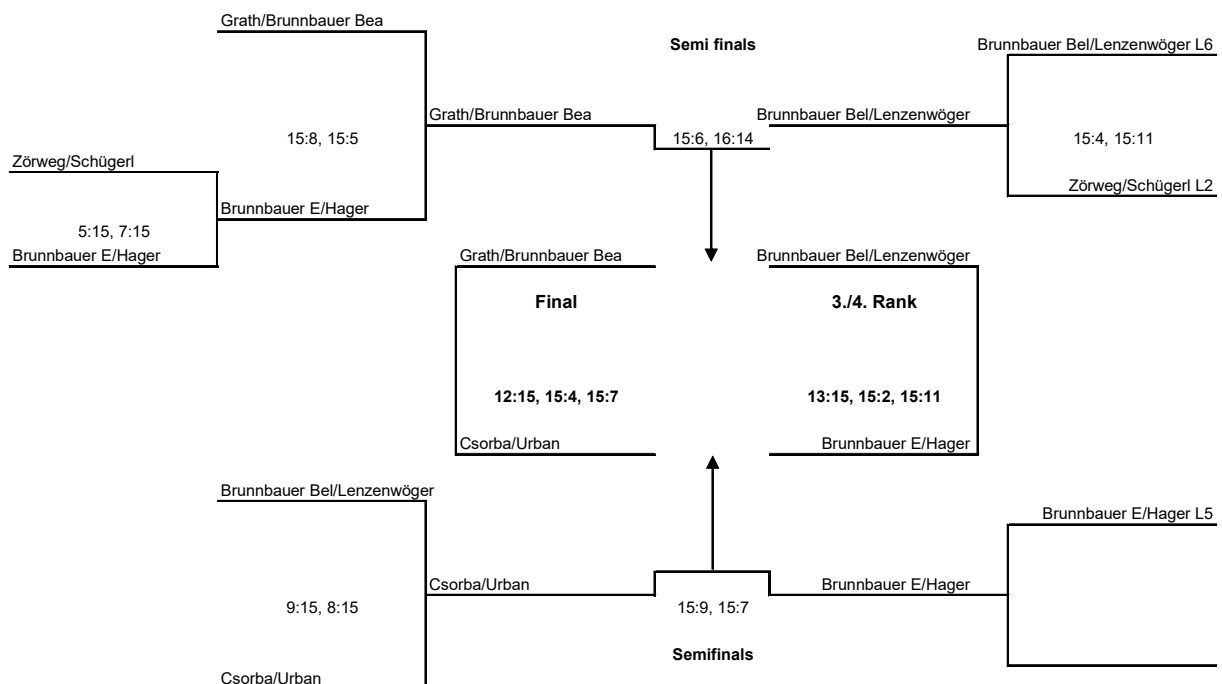 Grath/Brunnbauer Bea
Semi finals
Brunnbauer Bel/Lenzenwöger L6
Grath/Brunnbauer Bea
Brunnbauer Bel/Lenzenwöger
15:8, 15:5
15:6, 16:14
15:4, 15:11
Zörweg/Schügerl
Zörweg/Schügerl L2
Brunnbauer E/Hager
5:15, 7:15
Brunnbauer E/Hager
Grath/Brunnbauer Bea
Brunnbauer Bel/Lenzenwöger
Final
3./4. Rank
12:15, 15:4, 15:7
13:15, 15:2, 15:11
Csorba/Urban
Brunnbauer E/Hager
Brunnbauer Bel/Lenzenwöger
Brunnbauer E/Hager L5
Csorba/Urban
Brunnbauer E/Hager
9:15, 8:15
15:9, 15:7
Semifinals
Csorba/Urban